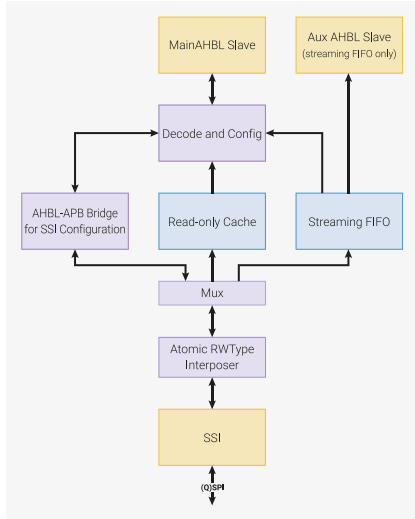 MainAHBL Slave
Aux AHBL Slave
(streaming FIFO only)
Decode and Config
AHBL-APB Bridge
for SSI Configuration
Read-only Cache
Streaming FIFO
Mux
Atomic RWType
Interposer
SSI
(Q)SPI